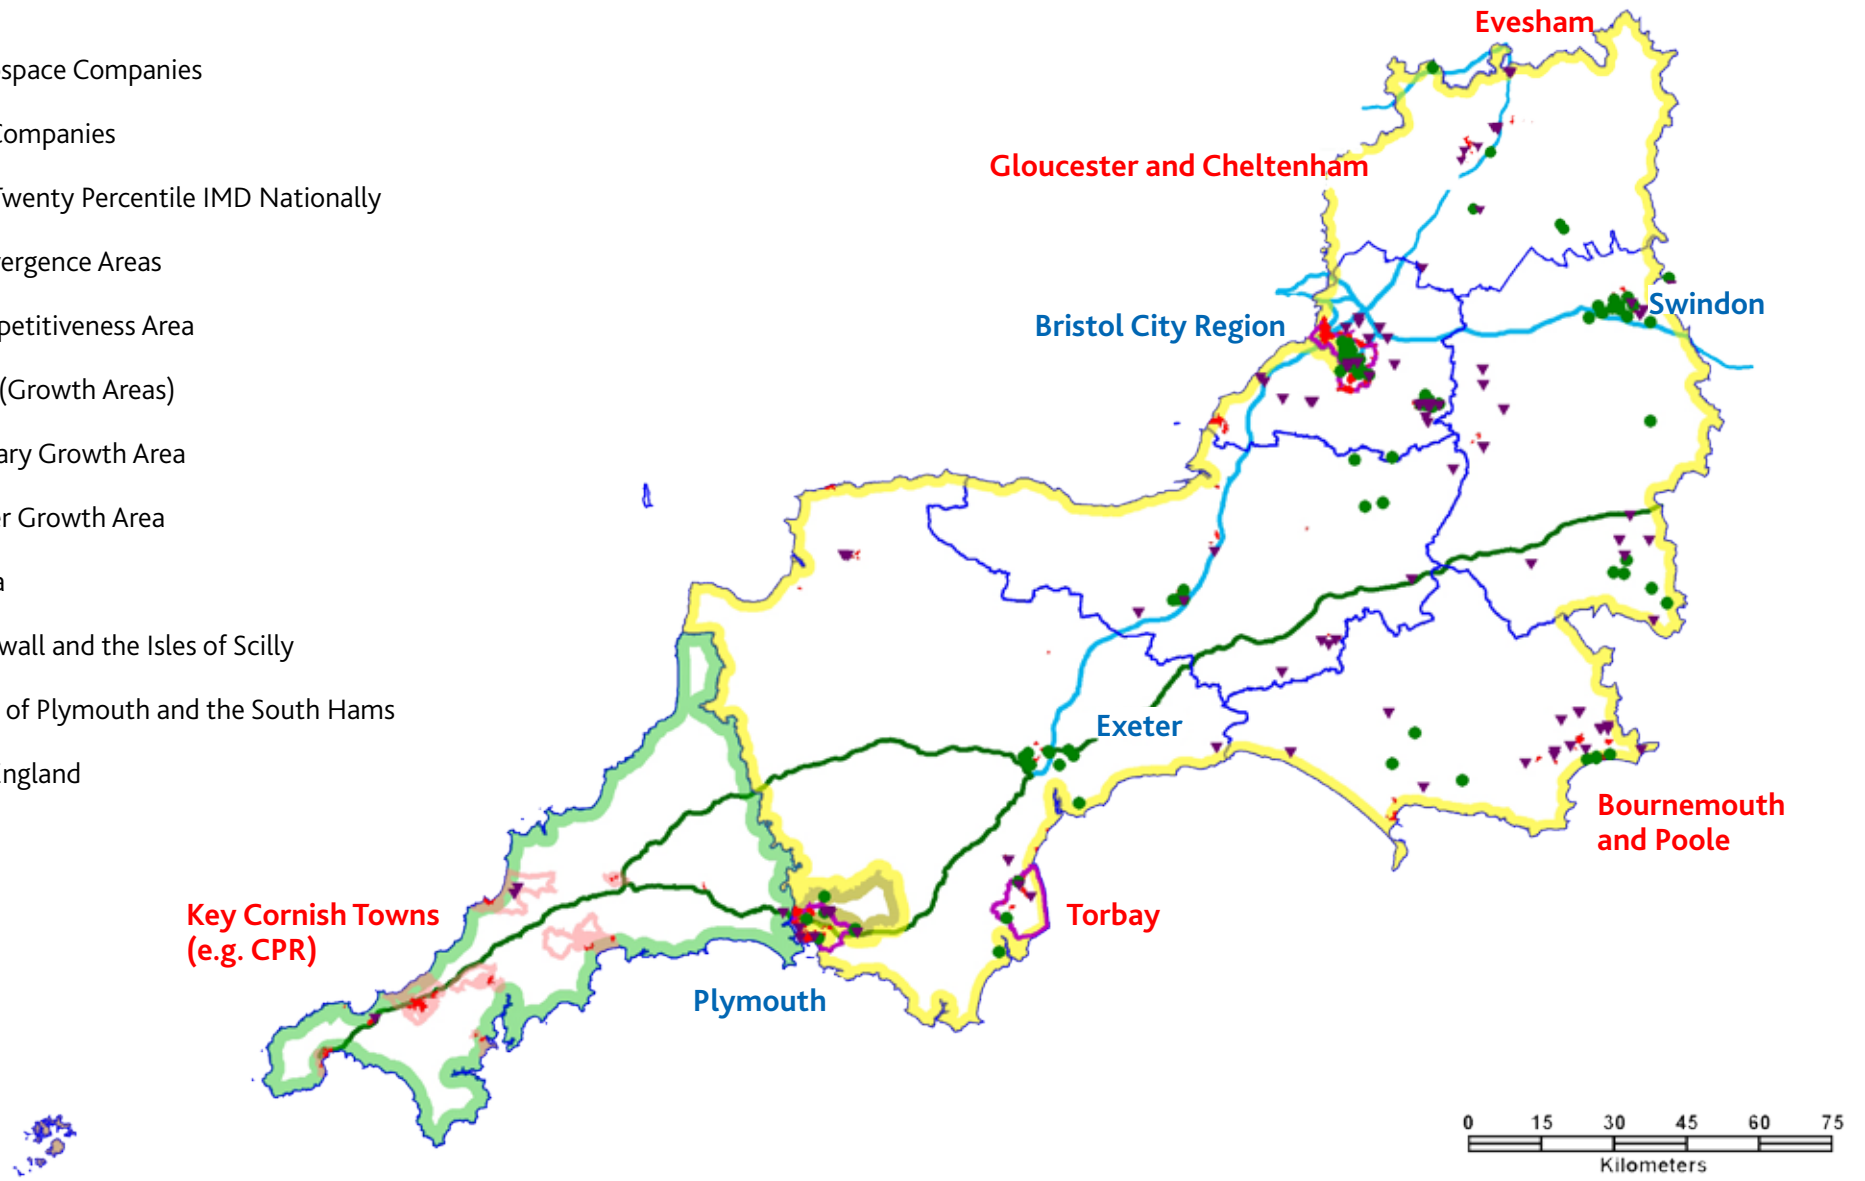 space Companies
Companies
Twenty Percentile IMD Nationally
ergence Areas
petitiveness Area
(Growth Areas)
ary Growth Area
r Growth Area
a
wall and the Isles of Scilly
of Plymouth and the South Hams
England
Evesham
Gloucester and Cheltenham
Bristol City Region
Swindon
Exeter
Bournemouth
and Poole
Key Cornish Towns
(e.g. CPR)
Torbay
Plymouth
0 15 30 45 60 75
Kilometers